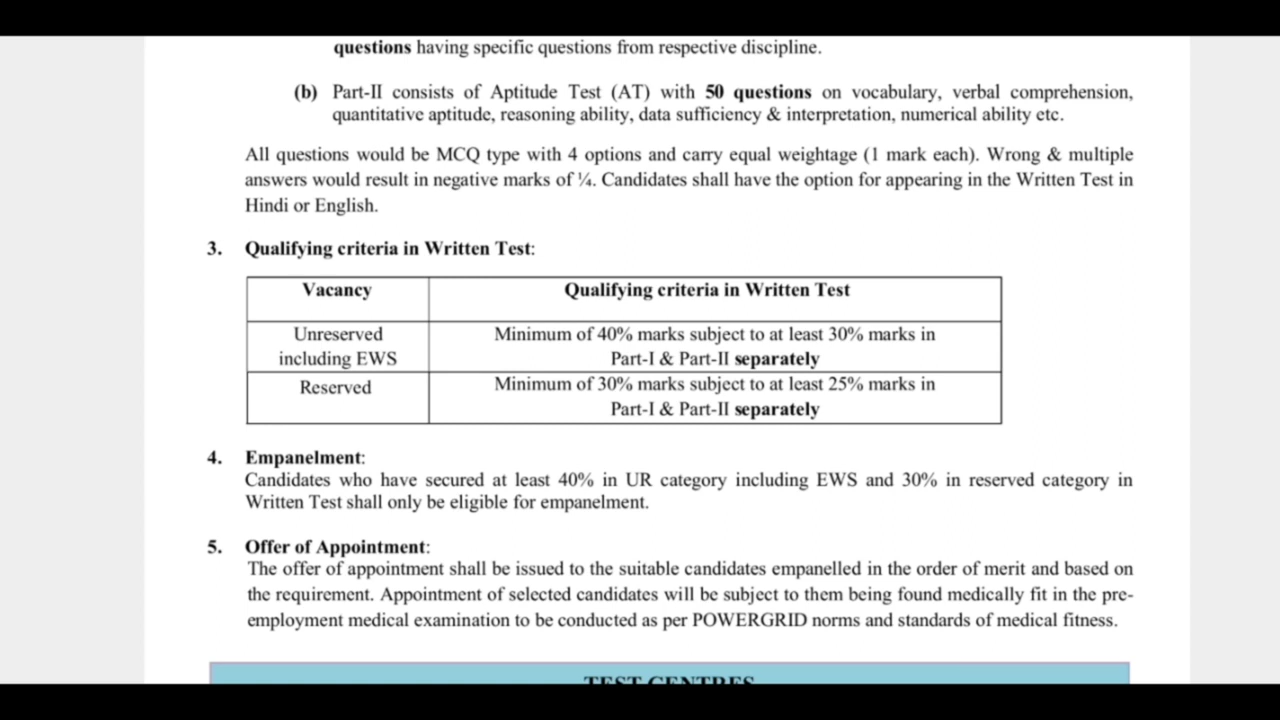 questions having specific questions from respective discipline.
(b) Part-II consists of Aptitude Test (AT) with 50 questions on vocabulary, verbal comprehension,
quantitative aptitude, reasoning ability, data sufficiency & interpretation, numerical ability etc.
All questions would be MCQ type with 4 options and carry equal weightage (1 mark each). Wrong & multiple
answers would result in negative marks of ¼. Candidates shall have the option for appearing in the Written Test in
Hindi or English.
3. Qualifying criteria in Written Test:
Vacancy Qualifying criteria in Written Test
Unreserved Minimum of 40% marks subject to at least 30% marks in
including EWS Part-I & Part-II separately
Reserved Minimum of 30% marks subject to at least 25% marks in
Part-I & Part-II separately
4. Empanelment:
Candidates who have secured at least 40% in UR category including EWS and 30% in reserved category in
Written Test shall only be eligible for empanelment.
5. Offer of Appointment:
The offer of appointment shall be issued to the suitable candidates empanelled in the order of merit and based on
the requirement. Appointment of selected candidates will be subject to them being found medically fit in the pre-
employment medical examination to be conducted as per POWERGRID norms and standards of medical fitness.
TEST CENTRES